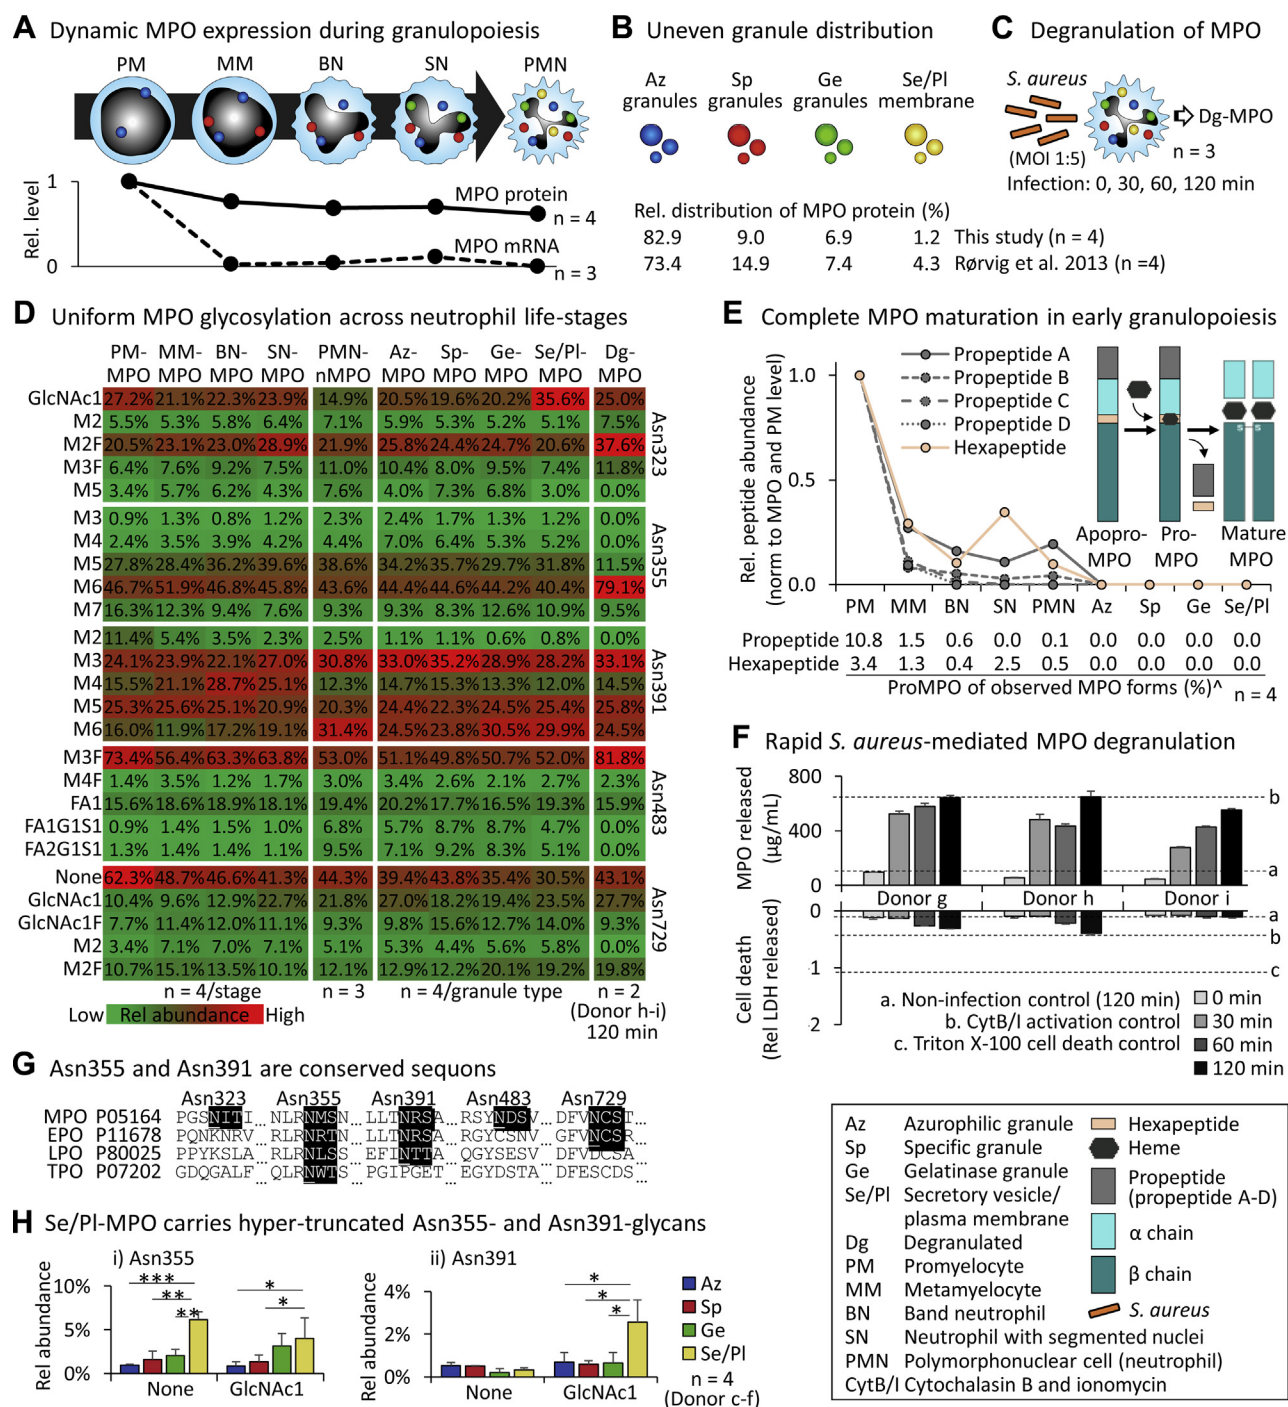 A Dynamic MPO expression during granulopoiesis
PM MM BN SN PMN
Rel. level
1
0
MPO protein
n = 4
MPO mRNA
n = 3
B Uneven granule distribution
Az granules Sp granules Ge granules Se/Pl membrane
Rel. distribution of MPO protein (%)
82.9 9.0 6.9 1.2 This study (n = 4)
73.4 14.9 7.4 4.3 Rørvig et al. 2013 (n =4)
C Degranulation of MPO
S. aureus
(MOI 1:5)
Dg-MPO
n = 3
Infection: 0, 30, 60, 120 min
D Uniform MPO glycosylation across neutrophil life-stages
PM-MPO MM-MPO BN-MPO SN-MPO PMN-nMPO Az-MPO Sp-MPO Ge-MPO Se/Pl-MPO Dg-MPO
GlcNAc1 27.2% 21.1% 22.3% 23.9% 14.9% 20.5% 19.6% 20.2% 35.6% 25.0%
M2 5.5% 5.3% 5.8% 6.4% 7.1% 5.9% 5.3% 5.2% 5.1% 7.5%
M2F 20.5% 23.1% 23.0% 28.9% 21.9% 25.8% 24.4% 24.7% 20.6% 37.6%
M3F 6.4% 7.6% 9.2% 7.5% 11.0% 10.4% 8.0% 9.5% 7.4% 11.8%
M5 3.4% 5.7% 6.2% 4.3% 7.6% 4.0% 7.3% 6.8% 3.0% 0.0%
Asn323
M3 0.9% 1.3% 0.8% 1.2% 2.3% 2.4% 1.7% 1.3% 1.2% 0.0%
M4 2.4% 3.5% 3.9% 4.2% 4.4% 7.0% 6.4% 5.3% 5.2% 0.0%
M5 27.8% 28.4% 36.2% 39.6% 38.6% 34.2% 35.7% 29.7% 31.8% 11.5%
M6 46.7% 51.9% 46.8% 45.8% 43.6% 44.4% 44.6% 44.2% 40.4% 79.1%
M7 16.3% 12.3% 9.4% 7.6% 9.3% 9.3% 8.3% 12.6% 10.9% 9.5%
Asn355
M2 11.4% 5.4% 3.5% 2.3% 2.5% 1.1% 1.1% 0.6% 0.8% 0.0%
M3 24.1% 23.9% 22.1% 27.0% 30.8% 33.0% 35.2% 28.9% 28.2% 33.1%
M4 15.5% 21.1% 28.7% 25.1% 12.3% 14.7% 15.3% 13.3% 12.0% 14.5%
M5 25.3% 25.6% 25.1% 20.9% 20.3% 24.4% 22.3% 24.5% 25.4% 25.8%
M6 16.0% 11.9% 17.2% 19.1% 31.4% 24.5% 23.8% 30.5% 29.9% 24.5%
Asn391
M3F 73.4% 56.4% 63.3% 63.8% 53.0% 51.1% 49.8% 50.7% 52.0% 81.8%
M4F 1.4% 3.5% 1.2% 1.7% 3.0% 3.4% 2.6% 2.1% 2.7% 2.3%
FA1 15.6% 18.6% 18.9% 18.1% 19.4% 20.2% 17.7% 16.5% 19.3% 15.9%
FA1G1S1 0.9% 1.4% 1.5% 1.0% 6.8% 5.7% 8.7% 8.7% 4.7% 0.0%
FA2G1S1 1.3% 1.4% 1.4% 1.1% 9.5% 7.1% 9.2% 8.3% 5.1% 0.0%
Asn483
None 62.3% 48.7% 46.6% 41.3% 44.3% 39.4% 43.8% 35.4% 30.5% 43.1%
GlcNAc1 10.4% 9.6% 12.9% 22.7% 21.8% 27.0% 18.2% 19.4% 23.5% 27.7%
GlcNAc1F 7.7% 11.4% 12.0% 11.1% 9.3% 9.8% 15.6% 12.7% 14.0% 9.3%
M2 3.4% 7.1% 7.0% 7.1% 5.1% 5.3% 4.4% 5.6% 5.8% 0.0%
M2F 10.7% 15.1% 13.5% 10.1% 12.1% 12.9% 12.2% 20.1% 19.2% 19.8%
Asn729
n = 4/stage n = 3 n = 4/granule type n = 2
(Donor h-i)
120 min
Low Rel abundance High
E Complete MPO maturation in early granulopoiesis
Rel. peptide abundance
(norm to MPO and PM level)
1.0
0.5
0.0
Propeptide A
Propeptide B
Propeptide C
Propeptide D
Hexapeptide
Apopro-MPO Pro-MPO Mature MPO
s s
PM MM BN SN PMN Az Sp Ge Se/Pl
Propeptide 10.8 1.5 0.6 0.0 0.1 0.0 0.0 0.0 0.0
Hexapeptide 3.4 1.3 0.4 2.5 0.5 0.0 0.0 0.0 0.0
ProMPO of observed MPO forms (%)^
n = 4
F Rapid S. aureus-mediated MPO degranulation
MPO released
(µg/mL)
800
400
0
b
a
Donor g Donor h Donor i
Cell death
(Rel LDH released)
0
-1
-2
a
b
c
a. Non-infection control (120 min)
b. CytB/I activation control
c. Triton X-100 cell death control
0 min
30 min
60 min
120 min
G Asn355 and Asn391 are conserved sequons
Asn323 Asn355 Asn391 Asn483 Asn729
MPO P05164 PGSNITI... NLRNMSN... LLTNRSA... RSYNDSV... DFVNCST...
EPO P11678 PQNKNRV... RLRNRTN... LLTNRSA... RGYCSNV... GFVNCSR...
LPO P80025 PPYKSLA... RLRNLSS... EFINTTA... QGYSESV... DFVDCSA...
TPO P07202 GDQGALF... QLRNWTS... PGIPGET... EGYDSTA... DFESCDS...
H Se/Pl-MPO carries hyper-truncated Asn355- and Asn391-glycans
i) Asn355
Rel abundance
10%
5%
0%
***
**
**
*
*
None GlcNAc1
ii) Asn391
Rel abundance
4%
2%
0%
*
*
*
None GlcNAc1
Az
Sp
Ge
Se/Pl
n = 4
(Donor c-f)
Az Azurophilic granule
Sp Specific granule
Ge Gelatinase granule
Se/Pl Secretory vesicle/
plasma membrane
Dg Degranulated
PM Promyelocyte
MM Metamyelocyte
BN Band neutrophil
SN Neutrophil with segmented nuclei
PMN Polymorphonuclear cell (neutrophil)
CytB/I Cytochalasin B and ionomycin
Hexapeptide
Heme
Propeptide
(propeptide A-D)
α chain
β chain
S. aureus